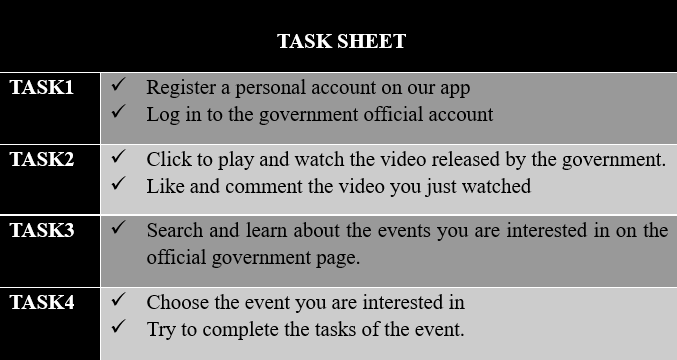 TASK SHEET
TASK1
✓ Register a personal account on our app
✓ Log in to the government official account
TASK2
✓ Click to play and watch the video released by the government.
✓ Like and comment the video you just watched
TASK3
✓ Search and learn about the events you are interested in on the
official government page.
TASK4
✓ Choose the event you are interested in
✓ Try to complete the tasks of the event.